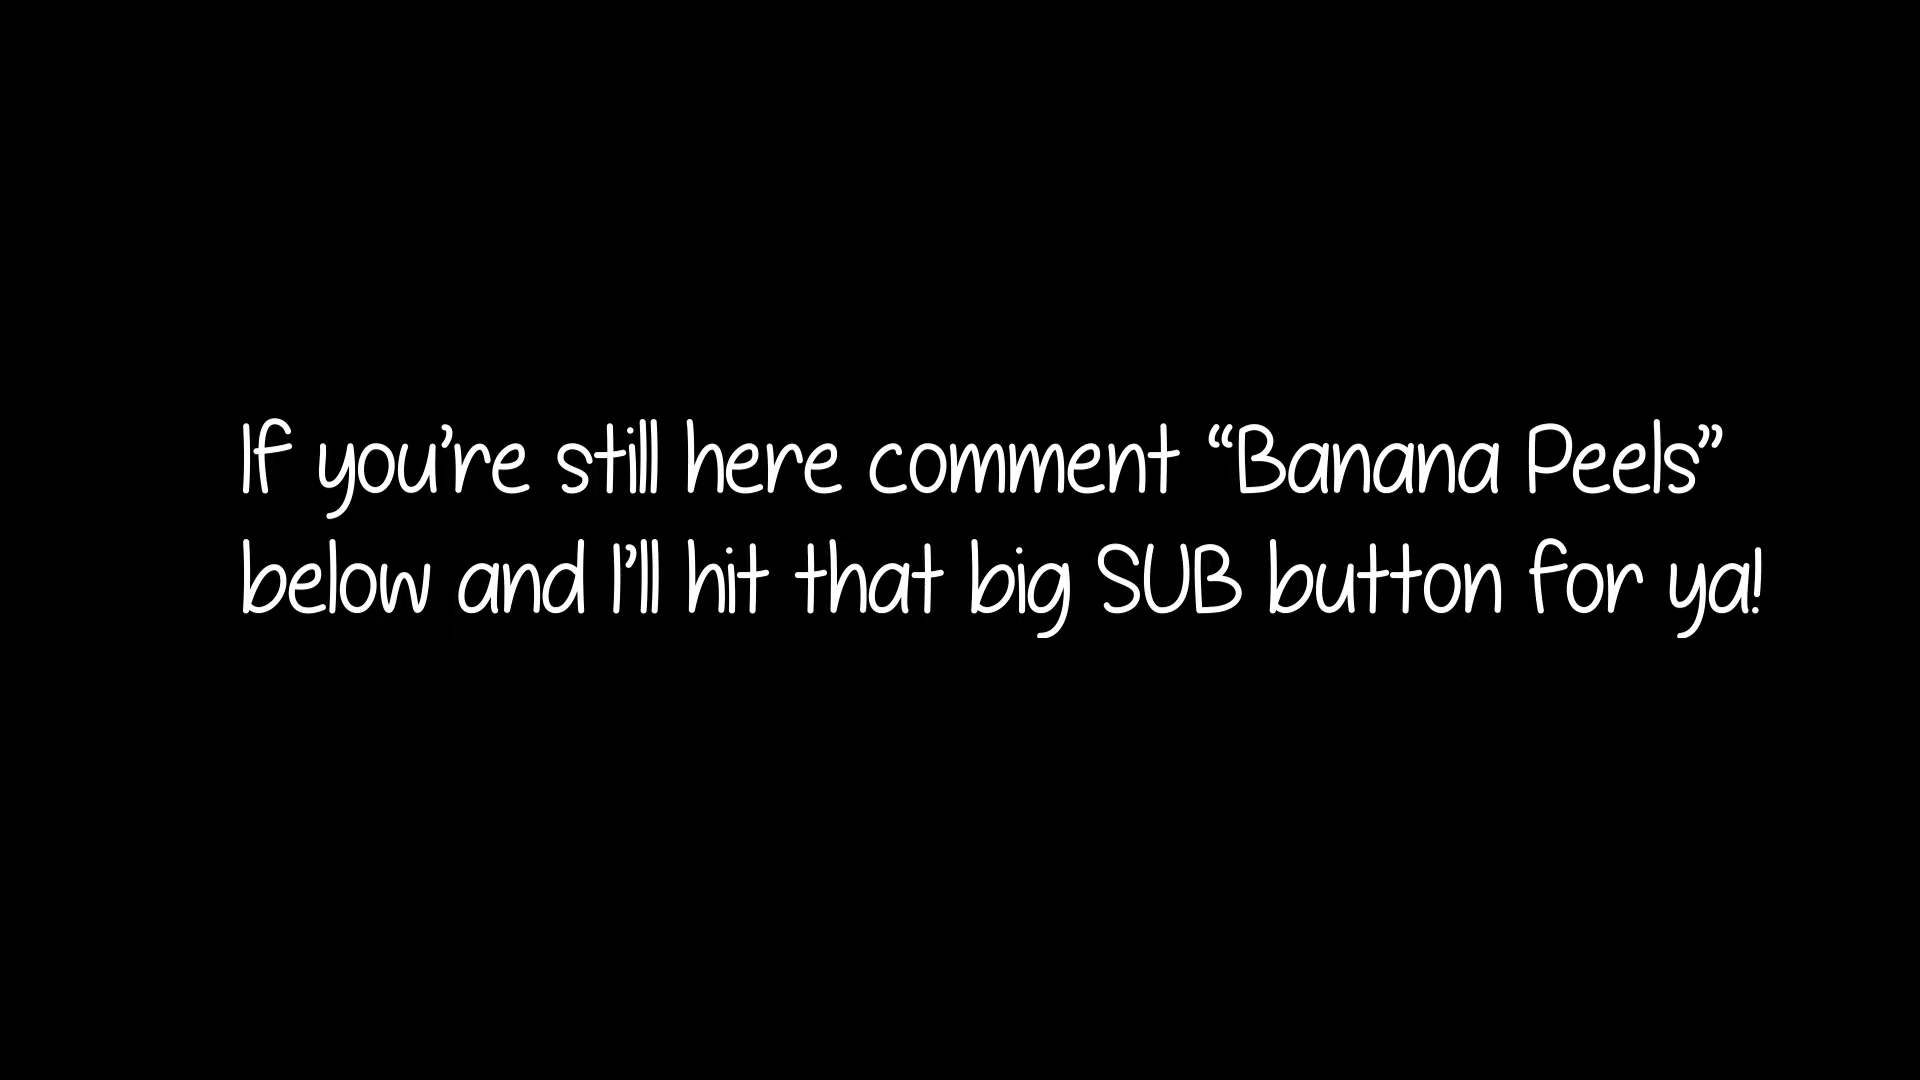 If you’re still here comment “Banana Peels”
below and I’ll hit that big SUB button for ya!